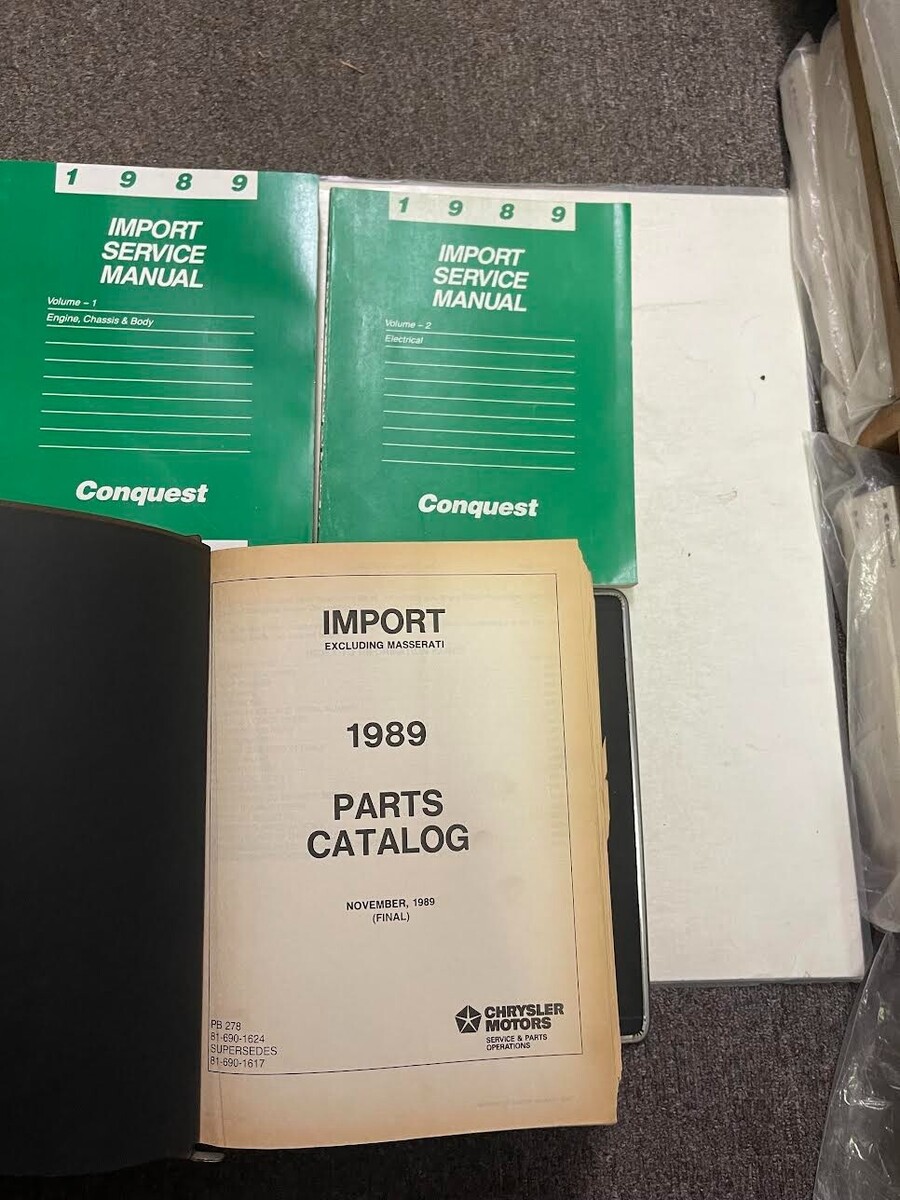 1 9 8 9
IMPORT
SERVICE
MANUAL
Volume - 1
Engine, Chassis & Body
Conquest
1 9 8 9
IMPORT
SERVICE
MANUAL
Volume - 2
Electrical
Conquest
IMPORT
EXCLUDING MASSERATI
1989
PARTS
CATALOG
NOVEMBER, 1989
(FINAL)
PB 278
81-690-1624
SUPERSEDES
81-690-1617
CHRYSLER
MOTORS
SERVICE & PARTS
OPERATIONS